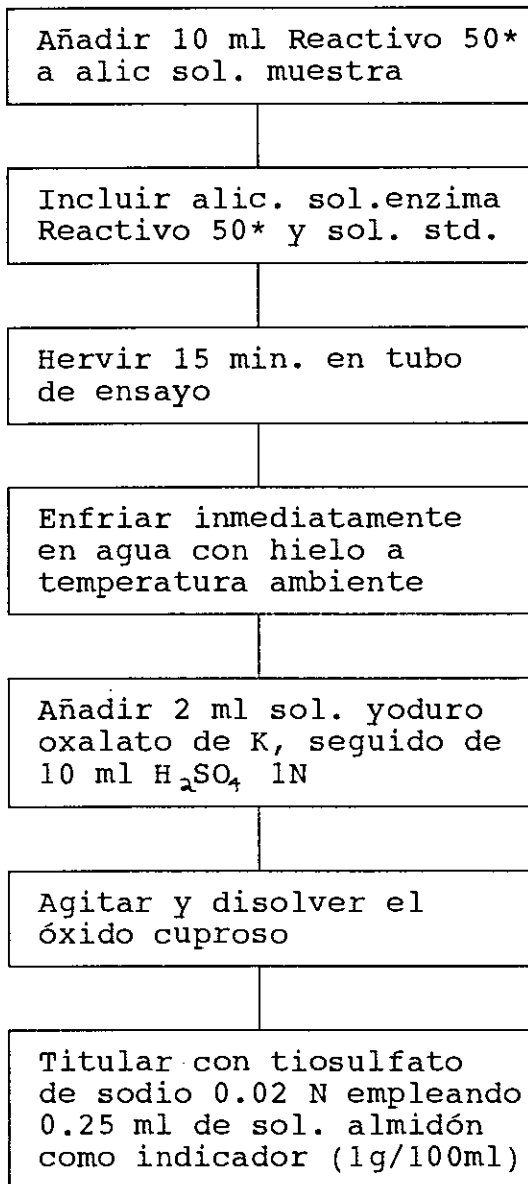 Añadir 10 ml Reactivo 50*
a alic sol. muestra
Incluir alic. sol.enzima
Reactivo 50* y sol. std.
Hervir 15 min. en tubo
de ensayo
Enfriar inmediatamente
en agua con hielo a
temperatura ambiente
Añadir 2 ml sol. yoduro
oxalato de K, seguido de
10 ml H₂SO₄ 1N
Agitar y disolver el
óxido cuproso
Titular con tiosulfato
de sodio 0.02 N empleando
0.25 ml de sol. almidón
como indicador (1g/100ml)